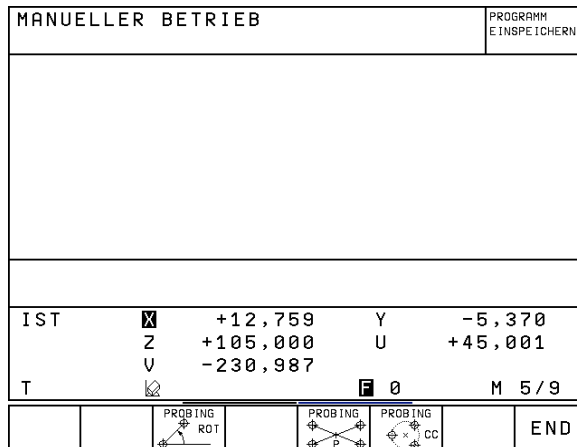 MANUELLER BETRIEB
PROGRAMM
EINSPEICHERN
IST X +12,759 Y -5,370
Z +105,000 U +45,001
V -230,987
T F 0 M 5/9
PROBING
ROT
PROBING
P
PROBING
CC
END